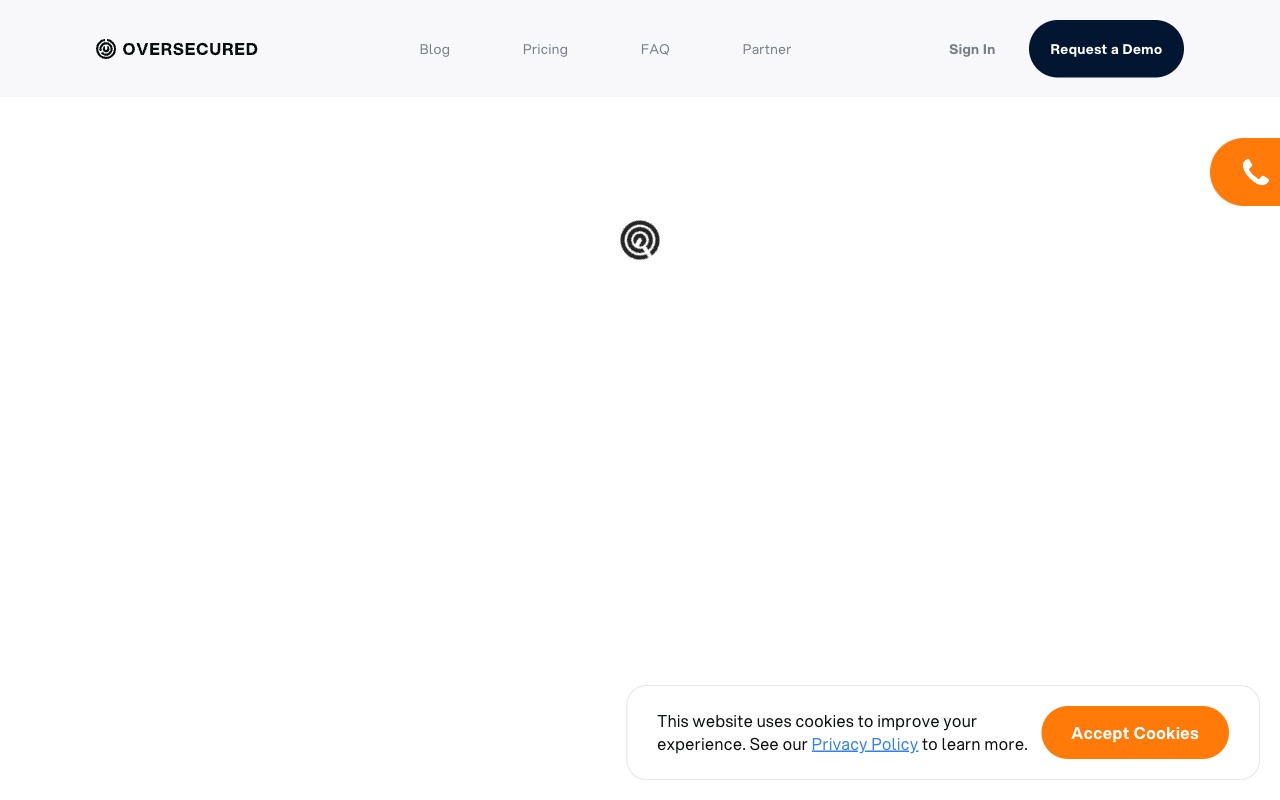 OVERSECURED
Blog
Pricing
FAQ
Partner
Sign In
Request a Demo
This website uses cookies to improve your
experience. See our Privacy Policy to learn more.
Accept Cookies